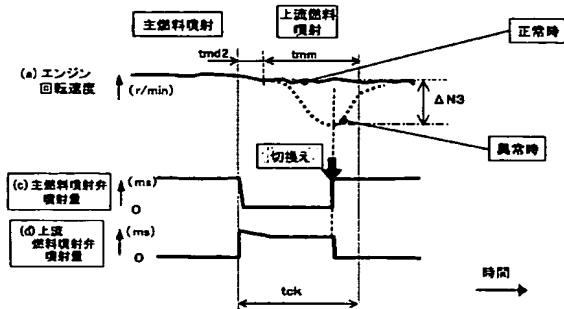 主燃料噴射
上流燃料
噴射
正常時
tmd2
tmm
(a) エンジン
回転速度
(r/min)
ΔN3
切換え
異常時
(c) 主燃料噴射弁
噴射量
(ms)
0
(d) 上流
燃料噴射弁
噴射量
(ms)
0
時間
tck